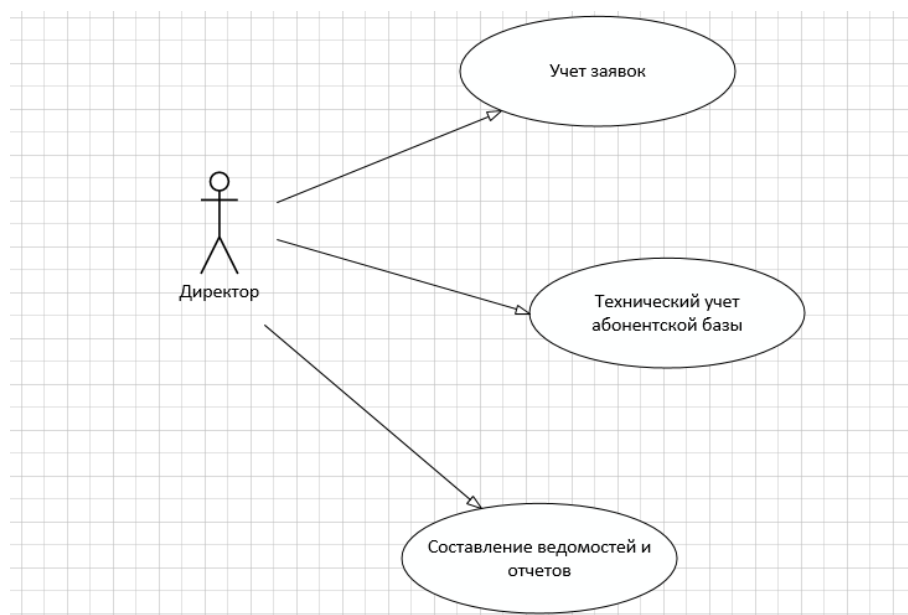 Учет заявок
Директор
Технический учет
абонентской базы
Составление ведомостей и
отчетов